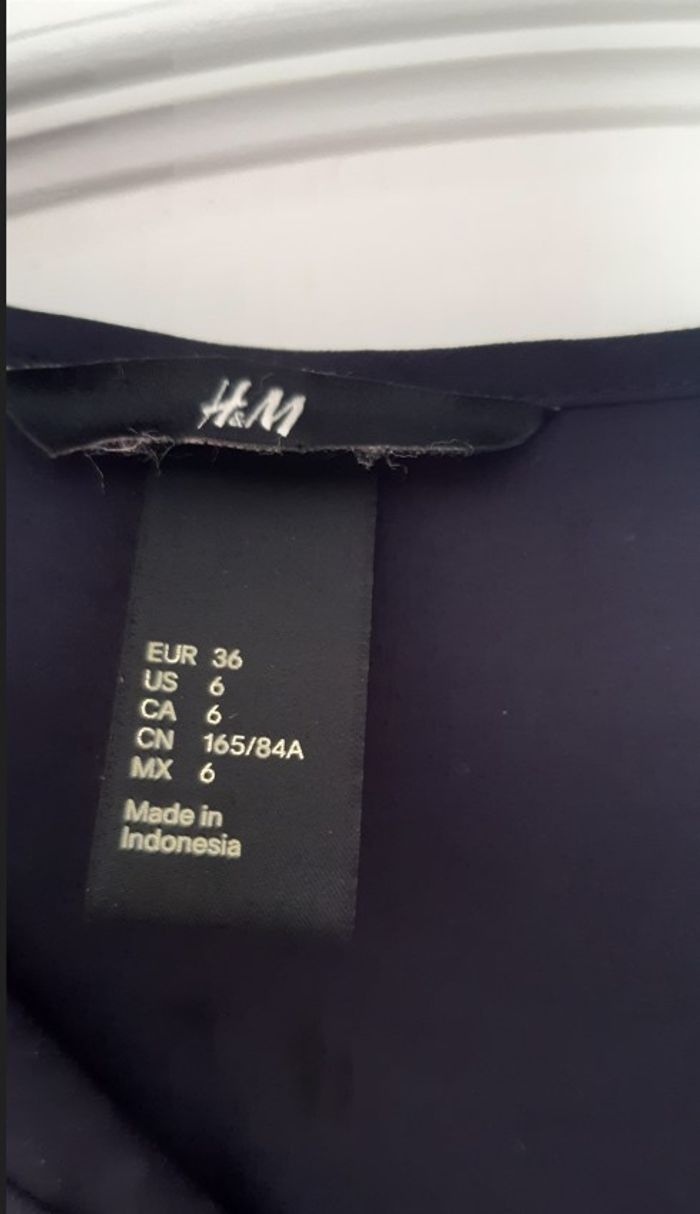 H&M
EUR 36
US 6
CA 6
CN 165/84A
MX 6
Made in
Indonesia